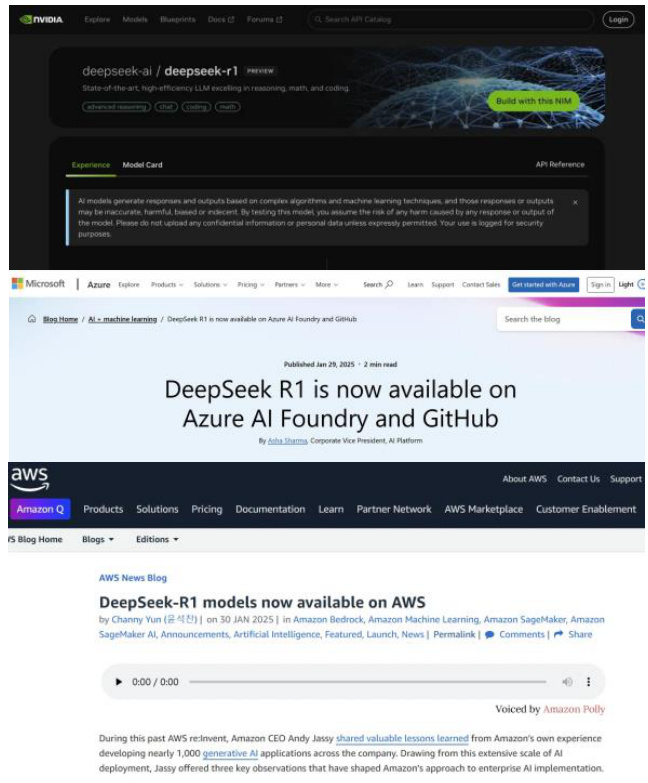 NVIDIA. Explore Models Blueprints Docs Forums Search API Catalog Login
deepseek-ai / deepseek-r1 PREVIEW
State-of-the-art, high-efficiency LLM excelling in reasoning, math, and coding.
advanced reasoning chat coding math
Build with this NIM
Experience Model Card API Reference
AI models generate responses and outputs based on complex algorithms and machine learning techniques, and those responses or outputs
may be inaccurate, harmful, biased or indecent. By testing this model, you assume the risk of any harm caused by any response or output of
the model. Please do not upload any confidential information or personal data unless expressly permitted. Your use is logged for security
purposes.
Microsoft | Azure Explore Products Solutions Pricing Partners More Search Learn Support Contact Sales Get started with Azure Sign in Light
Blog Home / AI + machine learning / DeepSeek R1 is now available on Azure AI Foundry and GitHub Search the blog
Published Jan 29, 2025 · 2 min read
DeepSeek R1 is now available on
Azure AI Foundry and GitHub
By Asha Sharma, Corporate Vice President, AI Platform
aws About AWS Contact Us Support
Amazon Q Products Solutions Pricing Documentation Learn Partner Network AWS Marketplace Customer Enablement
S Blog Home Blogs Editions
AWS News Blog
DeepSeek-R1 models now available on AWS
by Channy Yun (윤석찬) | on 30 JAN 2025 | in Amazon Bedrock, Amazon Machine Learning, Amazon SageMaker, Amazon
SageMaker AI, Announcements, Artificial Intelligence, Featured, Launch, News | Permalink | Comments | Share
0:00 / 0:00
Voiced by Amazon Polly
During this past AWS re:Invent, Amazon CEO Andy Jassy shared valuable lessons learned from Amazon's own experience
developing nearly 1,000 generative AI applications across the company. Drawing from this extensive scale of AI
deployment, Jassy offered three key observations that have shaped Amazon's approach to enterprise AI implementation.